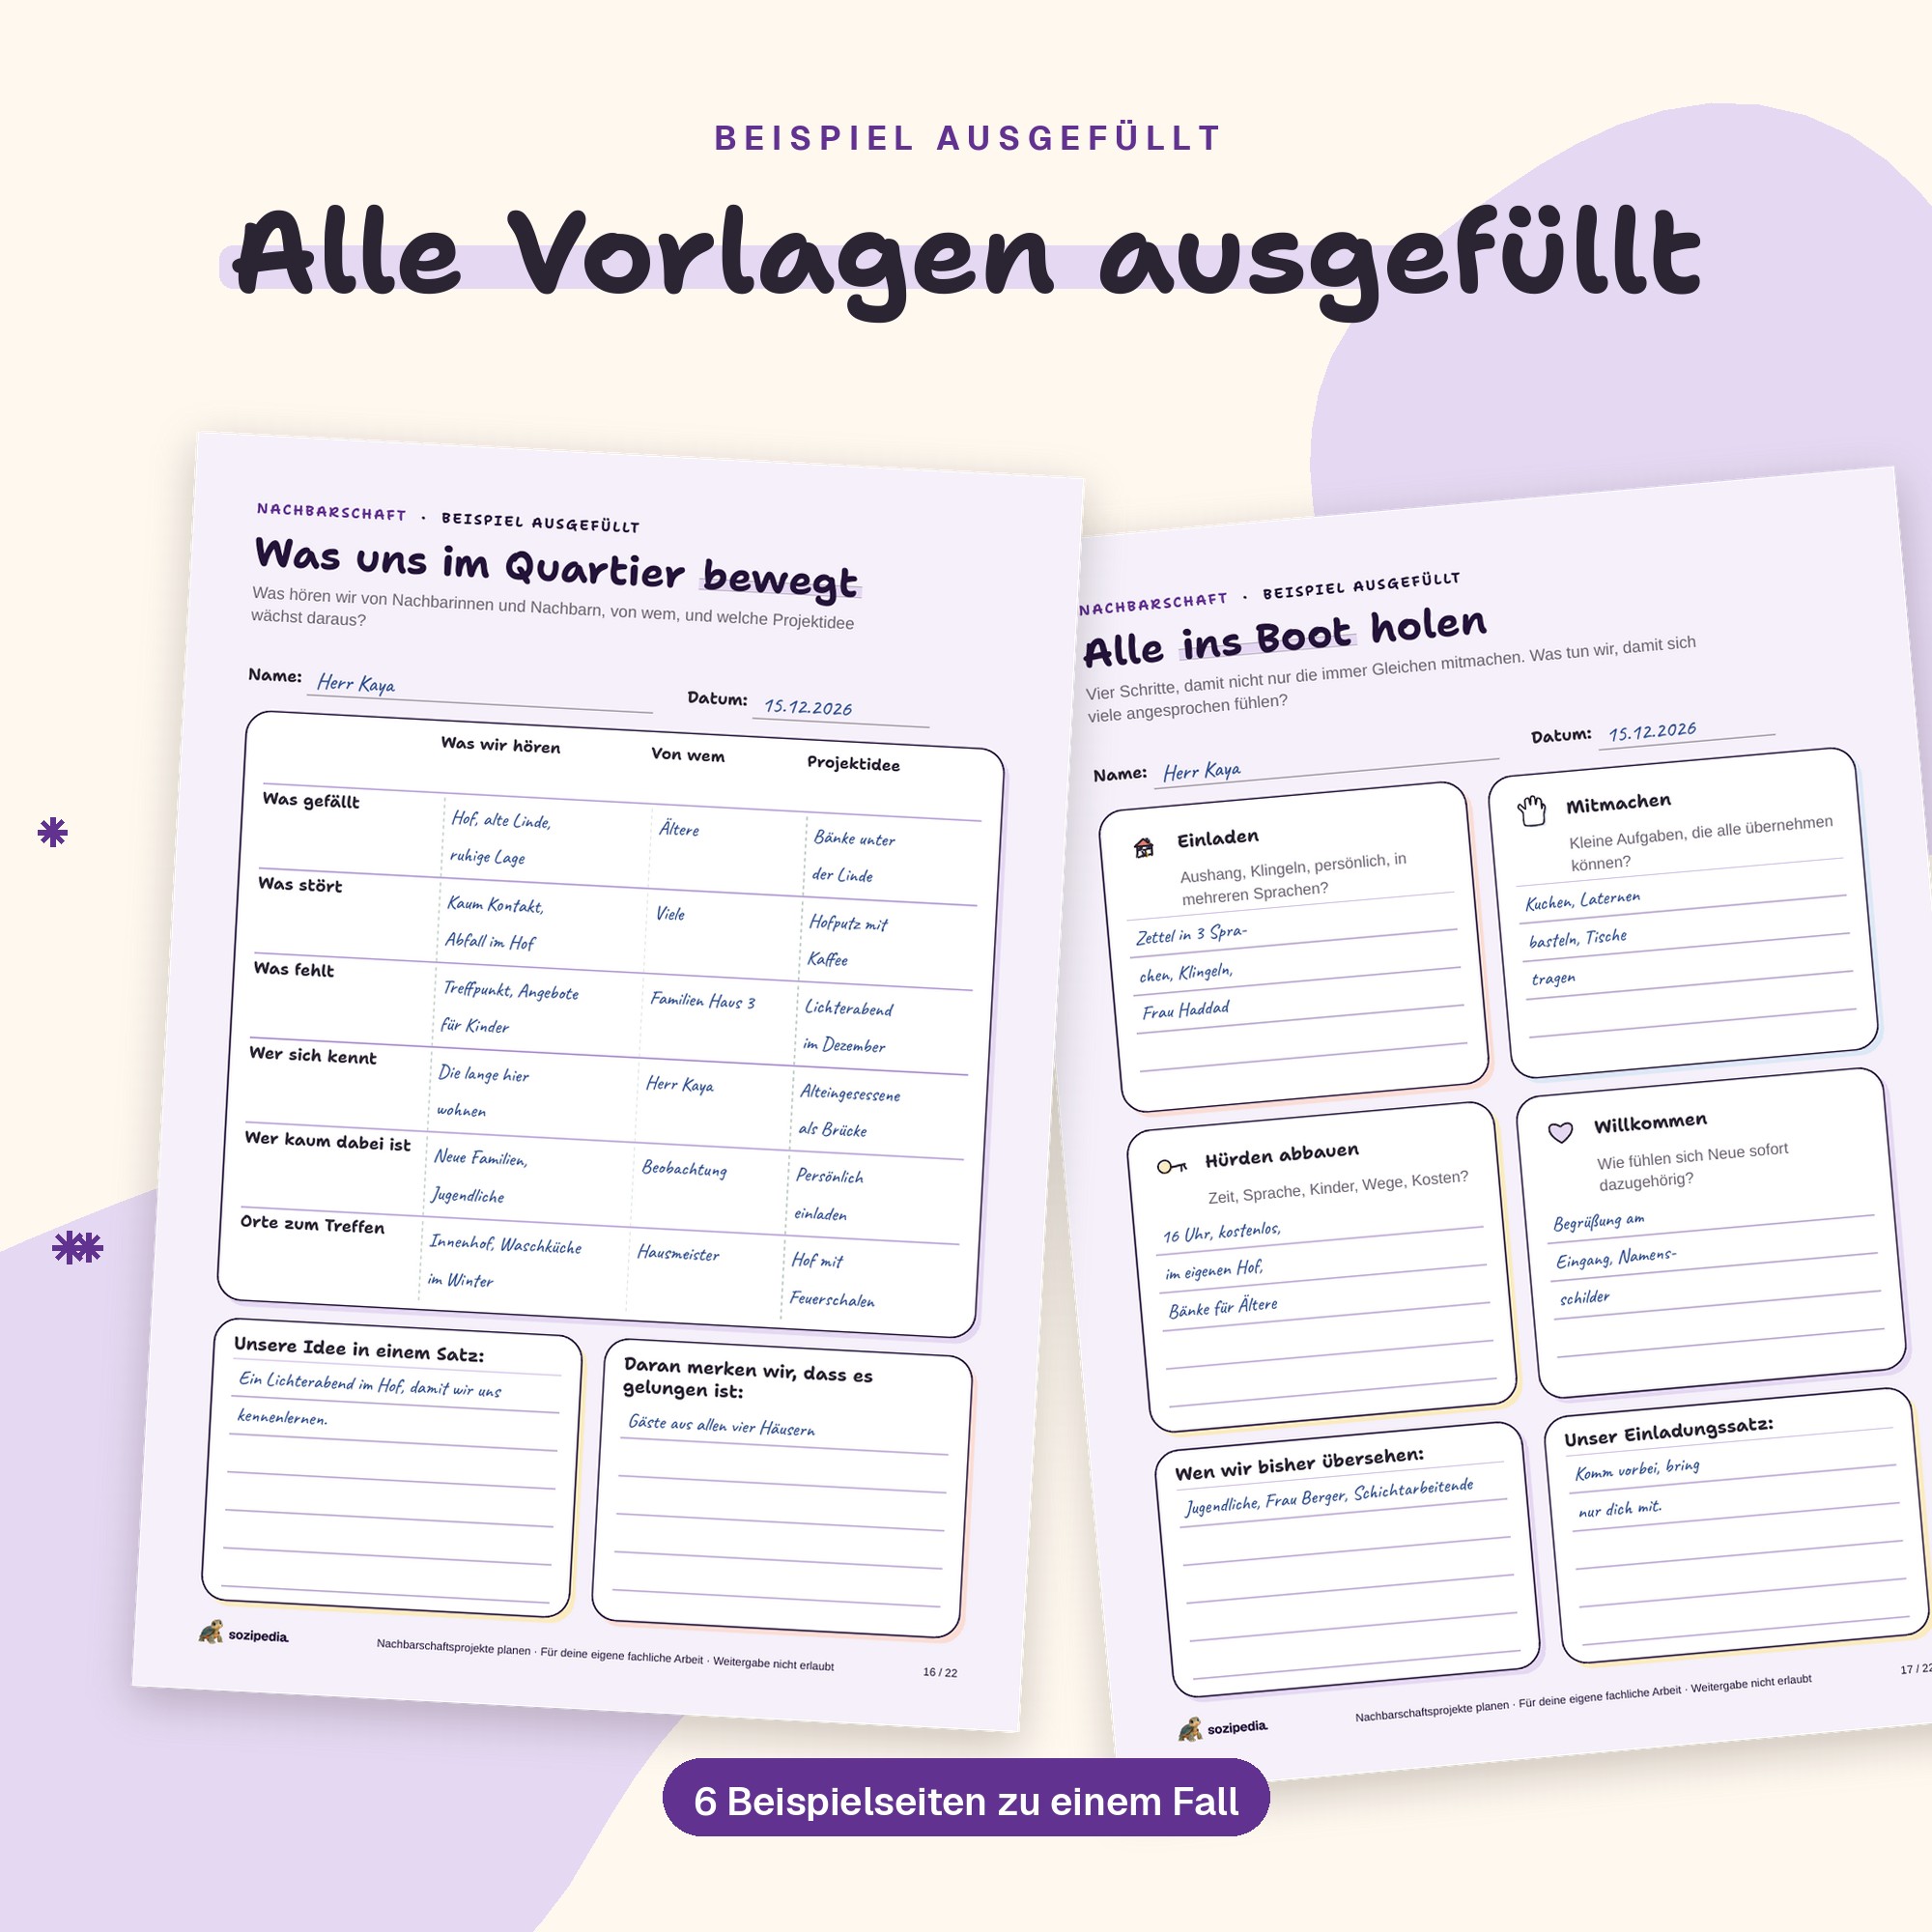 BEISPIEL AUSGEFÜLLT
Alle Vorlagen ausgefüllt
NACHBARSCHAFT · BEISPIEL AUSGEFÜLLT
Was uns im Quartier bewegt
Was hören wir von Nachbarinnen und Nachbarn, von wem, und welche Projektidee
wächst daraus?
Name: Herr Kaya Datum: 15.12.2026
Was wir hören Von wem Projektidee
Was gefällt Hof, alte Linde, Ältere Bänke unter
ruhige Lage der Linde
Was stört Kaum Kontakt, Viele Hofputz mit
Abfall im Hof Kaffee
Was fehlt Treffpunkt, Angebote Familien Haus 3 Lichterabend
für Kinder im Dezember
Wer sich kennt Die lange hier Herr Kaya Alteingesessene
wohnen als Brücke
Wer kaum dabei ist Neue Familien, Beobachtung Persönlich
Jugendliche einladen
Orte zum Treffen Innenhof, Waschküche Hausmeister Hof mit
im Winter Feuerschalen
Unsere Idee in einem Satz:
Ein Lichterabend im Hof, damit wir uns
kennenlernen.
Daran merken wir, dass es
gelungen ist:
Gäste aus allen vier Häusern
sozipedia.
Nachbarschaftsprojekte planen · Für deine eigene fachliche Arbeit · Weitergabe nicht erlaubt
16 / 22
NACHBARSCHAFT · BEISPIEL AUSGEFÜLLT
Alle ins Boot holen
Vier Schritte, damit nicht nur die immer Gleichen mitmachen. Was tun wir, damit sich
viele angesprochen fühlen?
Name: Herr Kaya Datum: 15.12.2026
Einladen
Aushang, Klingeln, persönlich, in
mehreren Sprachen?
Zettel in 3 Spra-
chen, Klingeln,
Frau Haddad
Mitmachen
Kleine Aufgaben, die alle übernehmen
können?
Kuchen, Laternen
basteln, Tische
tragen
Hürden abbauen
Zeit, Sprache, Kinder, Wege, Kosten?
16 Uhr, kostenlos,
im eigenen Hof,
Bänke für Ältere
Willkommen
Wie fühlen sich Neue sofort
dazugehörig?
Begrüßung am
Eingang, Namens-
schilder
Wen wir bisher übersehen:
Jugendliche, Frau Berger, Schichtarbeitende
Unser Einladungssatz:
Komm vorbei, bring
nur dich mit.
sozipedia.
Nachbarschaftsprojekte planen · Für deine eigene fachliche Arbeit · Weitergabe nicht erlaubt
17 / 22
6 Beispielseiten zu einem Fall